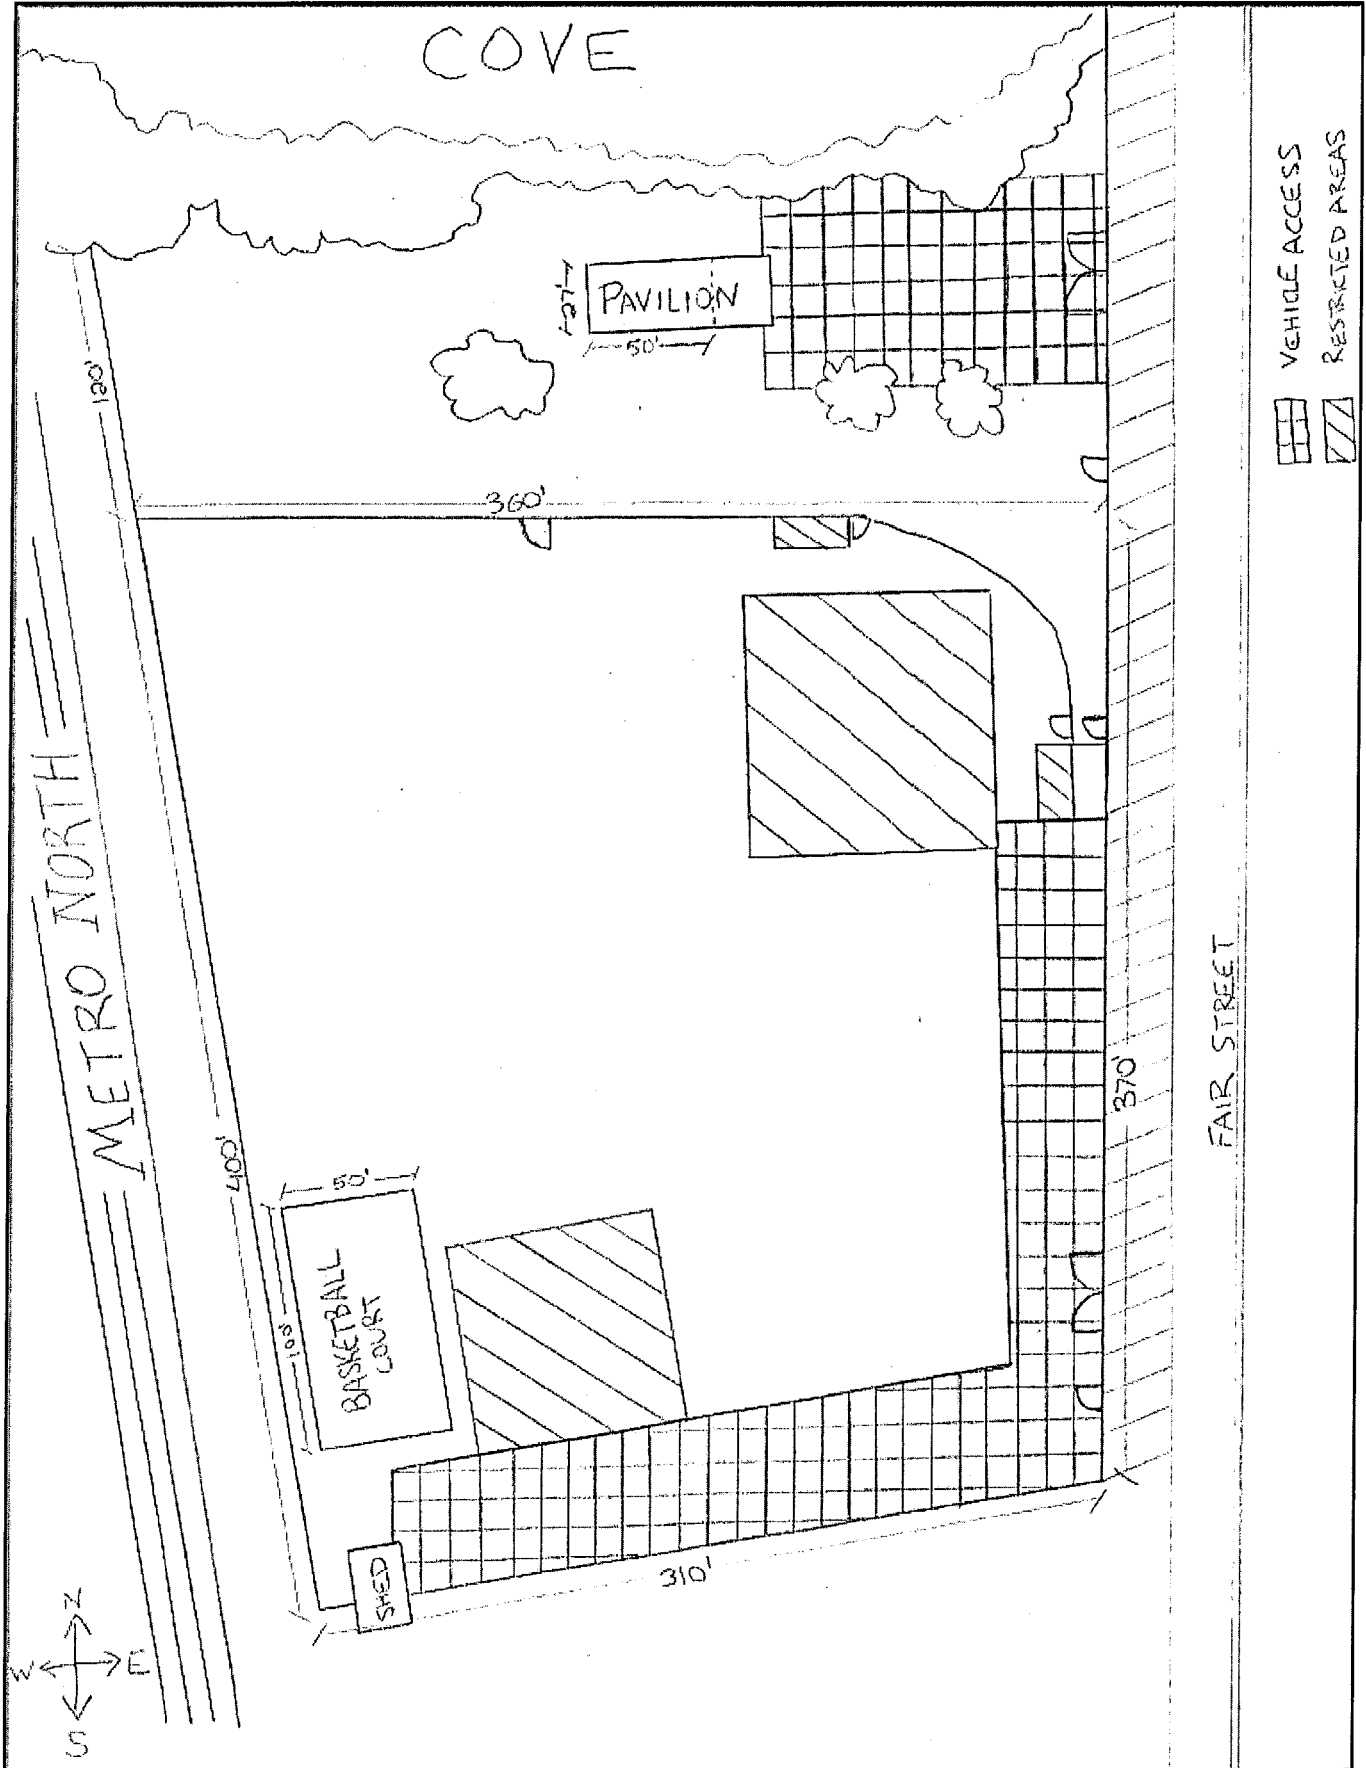 COVE
VEHICLE ACCESS
RESTRICTED AREAS
PAVILION
27'
50'
120'
360'
METRO NORTH
400'
50'
100'
BASKETBALL
COURT
370'
FAIR STREET
310'
SHED
N
W
E
S